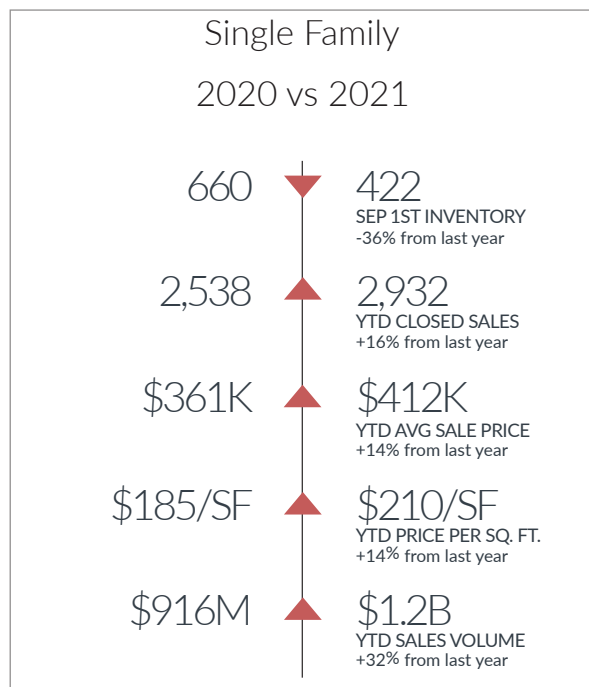 Single Family
2020 vs 2021
660
422
SEP 1ST INVENTORY
-36% from last year
2,538
2,932
YTD CLOSED SALES
+16% from last year
$361K
$412K
YTD AVG SALE PRICE
+14% from last year
$185/SF
$210/SF
YTD PRICE PER SQ. FT.
+14% from last year
$916M
$1.2B
YTD SALES VOLUME
+32% from last year